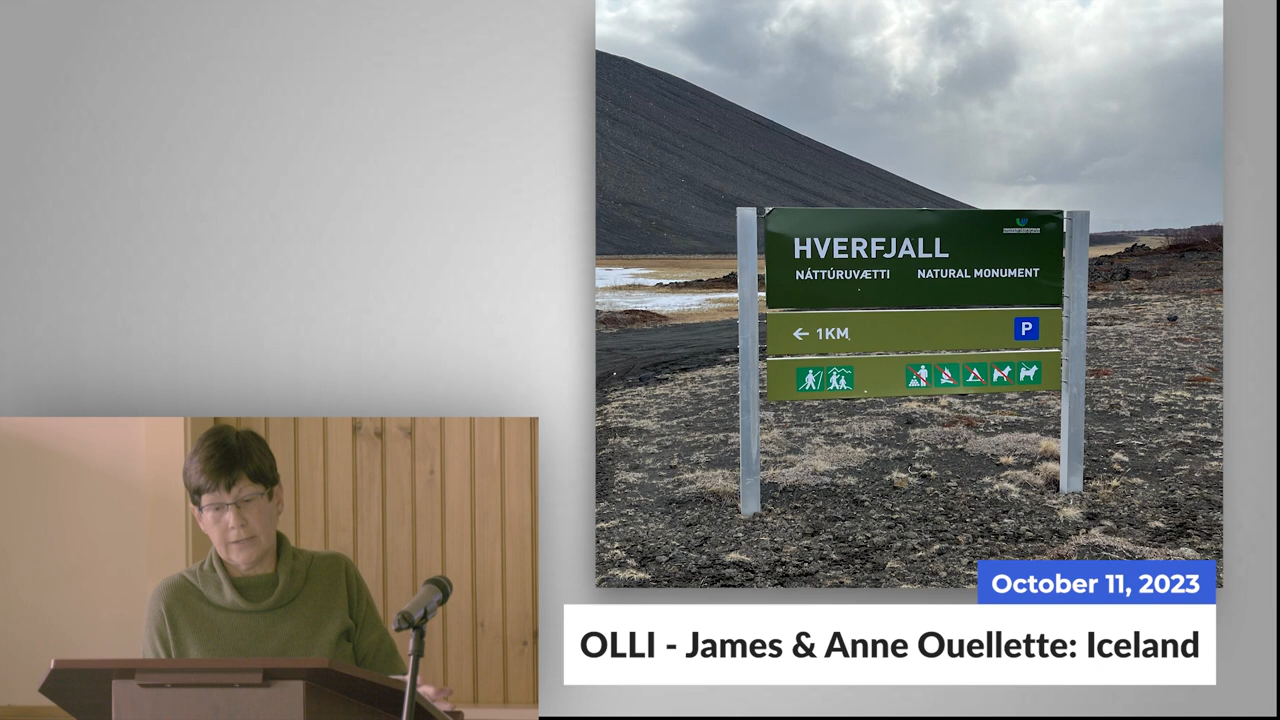 HVERFJALL
NÁTTÚRUVÆTTI NATURAL MONUMENT
← 1KM
P
October 11, 2023
OLLI - James & Anne Ouellette: Iceland